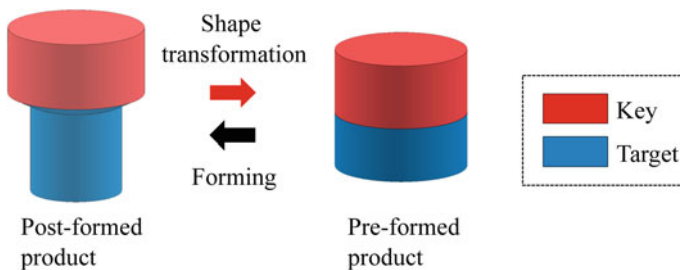 Shape
transformation
Forming
Post-formed
product
Pre-formed
product
Key
Target